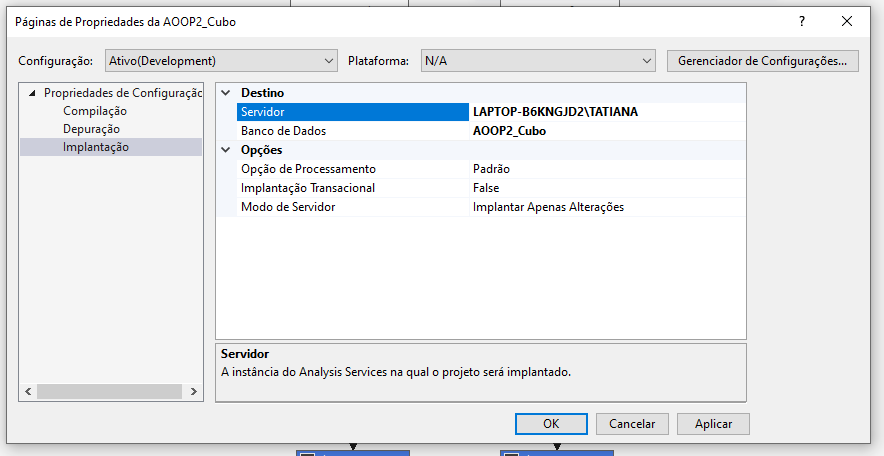 Páginas de Propriedades da AOOP2_Cubo
Configuração: Ativo(Development) Plataforma: N/A Gerenciador de Configurações...
Propriedades de Configuraçãc
Compilação
Depuração
Implantação
Destino
Servidor LAPTOP-B6KNGJD2\TATIANA
Banco de Dados AOOP2_Cubo
Opções
Opção de Processamento Padrão
Implantação Transacional False
Modo de Servidor Implantar Apenas Alterações
Servidor
A instância do Analysis Services na qual o projeto será implantado.
OK Cancelar Aplicar